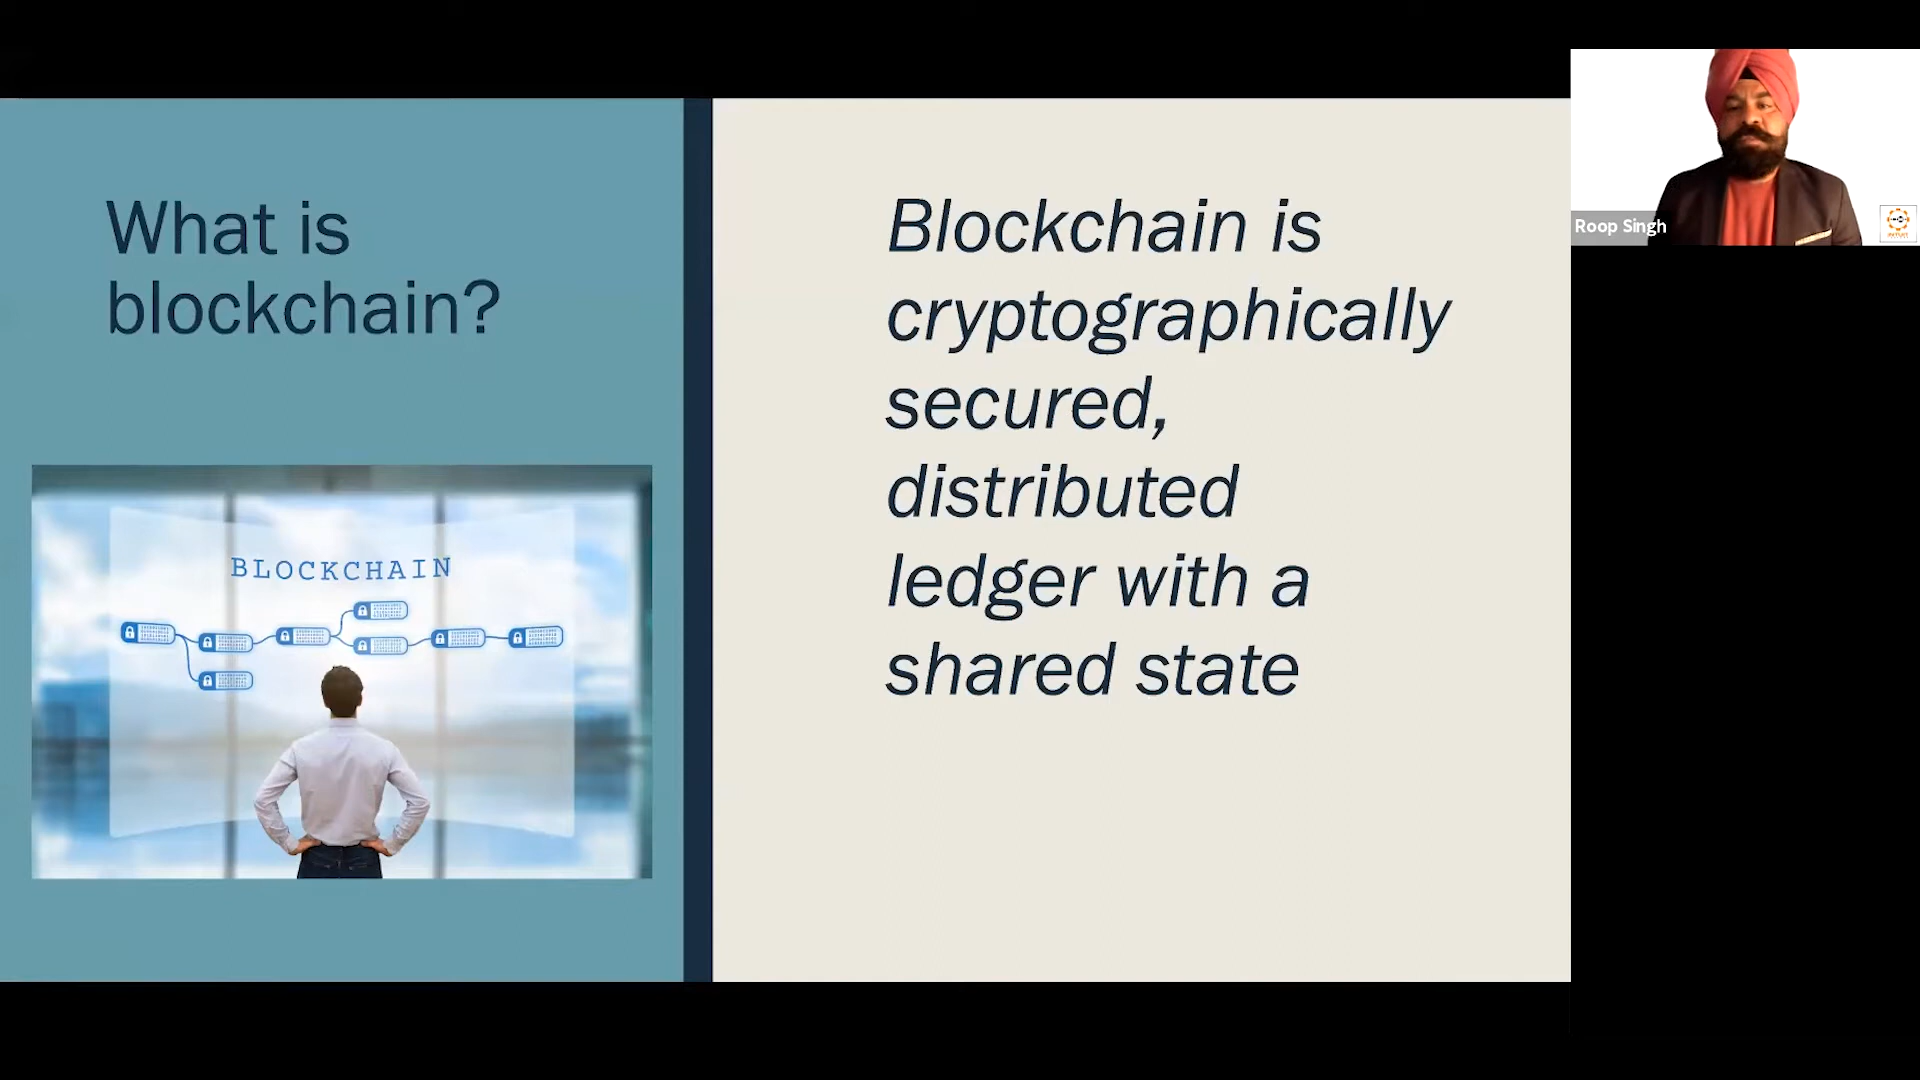 What is
blockchain?
BLOCKCHAIN
Blockchain is
cryptographically
secured,
distributed
ledger with a
shared state
Roop Singh